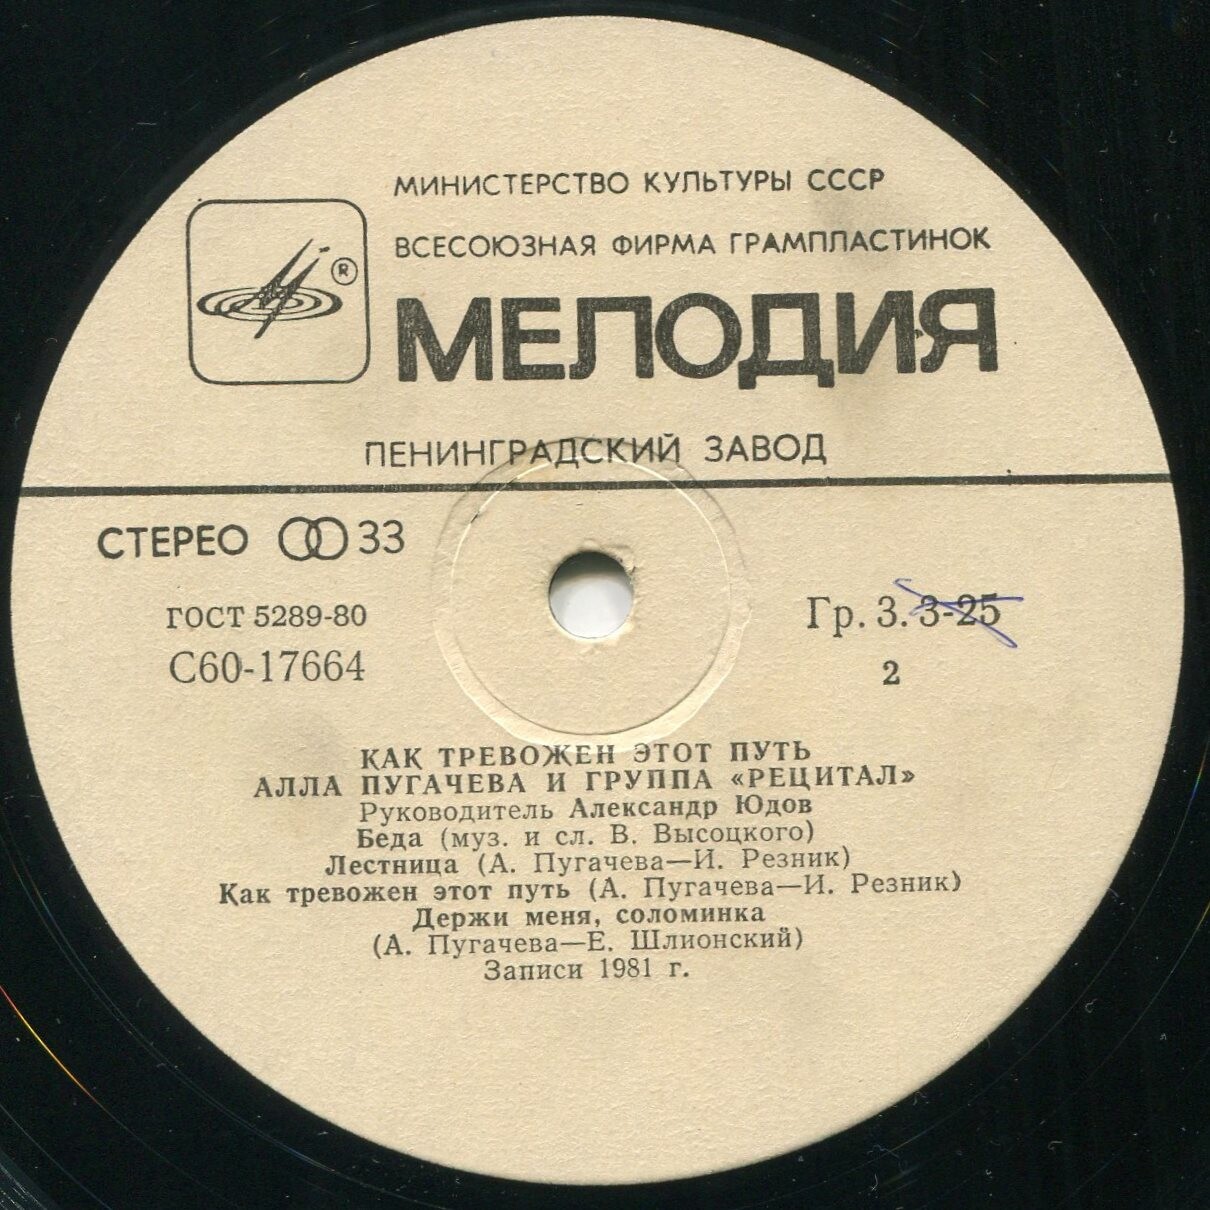 МИНИСТЕРСТВО КУЛЬТУРЫ СССР
ВСЕСОЮЗНАЯ ФИРМА ГРАМПЛАСТИНОК
®
МЕЛОДИЯ
ЛЕНИНГРАДСКИЙ ЗАВОД
СТЕРЕО 33
ГОСТ 5289-80
Гр. 3. 3-25
С60-17664
2
КАК ТРЕВОЖЕН ЭТОТ ПУТЬ
АЛЛА ПУГАЧЕВА И ГРУППА «РЕЦИТАЛ»
Руководитель Александр Юдов
Беда (муз. и сл. В. Высоцкого)
Лестница (А. Пугачева—И. Резник)
Как тревожен этот путь (А. Пугачева—И. Резник)
Держи меня, соломинка
(А. Пугачева—Е. Шлионский)
Записи 1981 г.